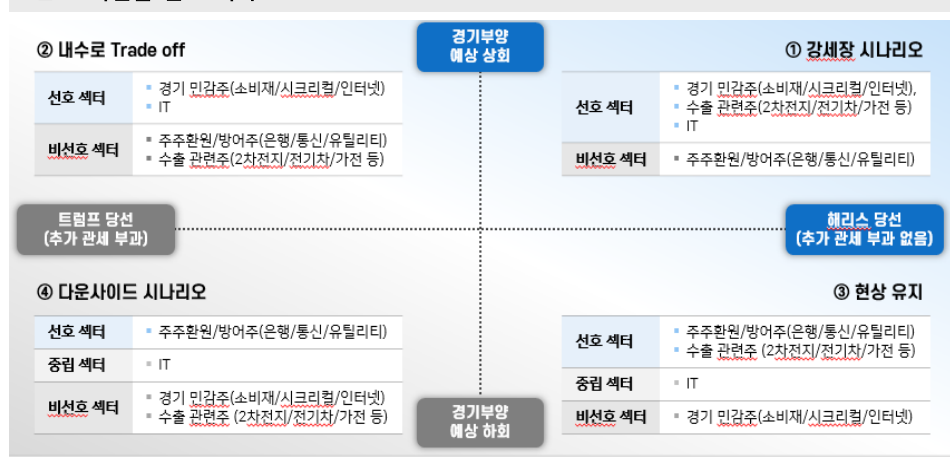 경기부양
예상 상회
② 내수로 Trade off
선호 섹터
경기 민감주(소비재/시크리컬/인터넷)
IT
비선호 섹터
주주환원/방어주(은행/통신/유틸리티)
수출 관련주(2차전지/전기차/가전 등)
① 강세장 시나리오
선호 섹터
경기 민감주(소비재/시크리컬/인터넷),
수출 관련주(2차전지/전기차/가전 등)
IT
비선호 섹터
주주환원/방어주(은행/통신/유틸리티)
트럼프 당선
(추가 관세 부과)
해리스 당선
(추가 관세 부과 없음)
④ 다운사이드 시나리오
선호 섹터
주주환원/방어주(은행/통신/유틸리티)
중립 섹터
IT
비선호 섹터
경기 민감주(소비재/시크리컬/인터넷)
수출 관련주 (2차전지/전기차/가전 등)
③ 현상 유지
선호 섹터
주주환원/방어주(은행/통신/유틸리티)
수출 관련주 (2차전지/전기차/가전 등)
중립 섹터
IT
비선호 섹터
경기 민감주(소비재/시크리컬/인터넷)
경기부양
예상 하회